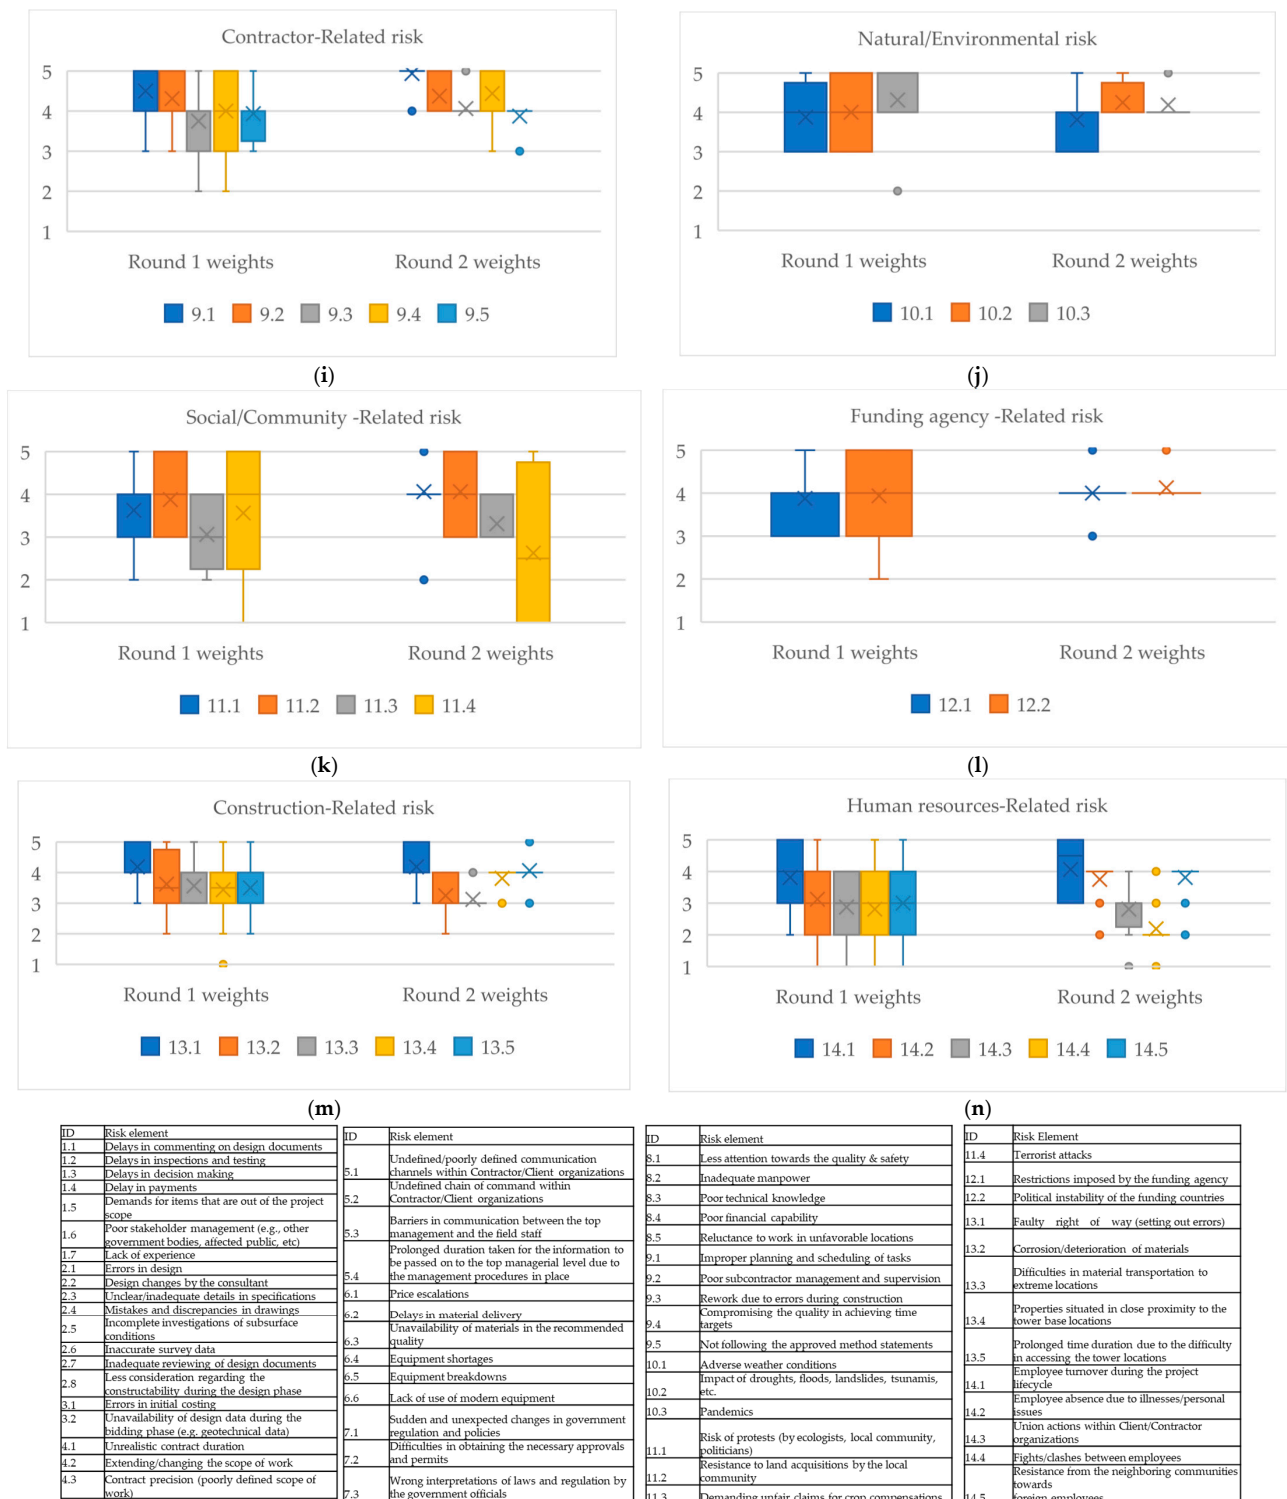 Contractor-Related risk
5
4
3
2
1
Round 1 weights
Round 2 weights
9.1 9.2 9.3 9.4 9.5
(i)
Natural/Environmental risk
5
4
3
2
1
Round 1 weights
Round 2 weights
10.1 10.2 10.3
(j)
Social/Community -Related risk
5
4
3
2
1
Round 1 weights
Round 2 weights
11.1 11.2 11.3 11.4
(k)
Funding agency -Related risk
5
4
3
2
1
Round 1 weights
Round 2 weights
12.1 12.2
(l)
Construction-Related risk
5
4
3
2
1
Round 1 weights
Round 2 weights
13.1 13.2 13.3 13.4 13.5
(m)
Human resources-Related risk
5
4
3
2
1
Round 1 weights
Round 2 weights
14.1 14.2 14.3 14.4 14.5
(n)
ID Risk element
1.1 Delays in commenting on design documents
1.2 Delays in inspections and testing
1.3 Delays in decision making
1.4 Delay in payments
1.5 Demands for items that are out of the project
scope
1.6 Poor stakeholder management (e.g., other
government bodies, affected public, etc)
1.7 Lack of experience
2.1 Errors in design
2.2 Design changes by the consultant
2.3 Unclear/inadequate details in specifications
2.4 Mistakes and discrepancies in drawings
2.5 Incomplete investigations of subsurface
conditions
2.6 Inaccurate survey data
2.7 Inadequate reviewing of design documents
2.8 Less consideration regarding the
constructability during the design phase
3.1 Errors in initial costing
3.2 Unavailability of design data during the
bidding phase (e.g. geotechnical data)
4.1 Unrealistic contract duration
4.2 Extending/changing the scope of work
4.3 Contract precision (poorly defined scope of
work)
ID Risk element
Undefined/poorly defined communication
5.1 channels within Contractor/Client organizations
Undefined chain of command within
5.2 Contractor/Client organizations
Barriers in communication between the top
5.3 management and the field staff
Prolonged duration taken for the information to
be passed on to the top managerial level due to
5.4 the management procedures in place
6.1 Price escalations
6.2 Delays in material delivery
Unavailability of materials in the recommended
6.3 quality
6.4 Equipment shortages
6.5 Equipment breakdowns
6.6 Lack of use of modern equipment
Sudden and unexpected changes in government
7.1 regulation and policies
Difficulties in obtaining the necessary approvals
7.2 and permits
Wrong interpretations of laws and regulation by
7.3 the government officials
ID Risk element
8.1 Less attention towards the quality & safety
8.2 Inadequate manpower
8.3 Poor technical knowledge
8.4 Poor financial capability
8.5 Reluctance to work in unfavorable locations
9.1 Improper planning and scheduling of tasks
9.2 Poor subcontractor management and supervision
9.3 Rework due to errors during construction
Compromising the quality in achieving time
9.4 targets
9.5 Not following the approved method statements
10.1 Adverse weather conditions
Impact of droughts, floods, landslides, tsunamis,
10.2 etc.
10.3 Pandemics
Risk of protests (by ecologists, local community,
11.1 politicians)
Resistance to land acquisitions by the local
11.2 community
11.3 Demanding unfair claims for crop compensations
ID Risk Element
11.4 Terrorist attacks
12.1 Restrictions imposed by the funding agency
12.2 Political instability of the funding countries
13.1 Faulty right of way (setting out errors)
13.2 Corrosion/deterioration of materials
Difficulties in material transportation to
13.3 extreme locations
Properties situated in close proximity to the
13.4 tower base locations
Prolonged time duration due to the difficulty
13.5 in accessing the tower locations
Employee turnover during the project
14.1 lifecycle
Employee absence due to illnesses/personal
14.2 issues
Union actions within Client/Contractor
14.3 organizations
14.4 Fights/clashes between employees
Resistance from the neighboring communities
towards
14.5 foreign employees